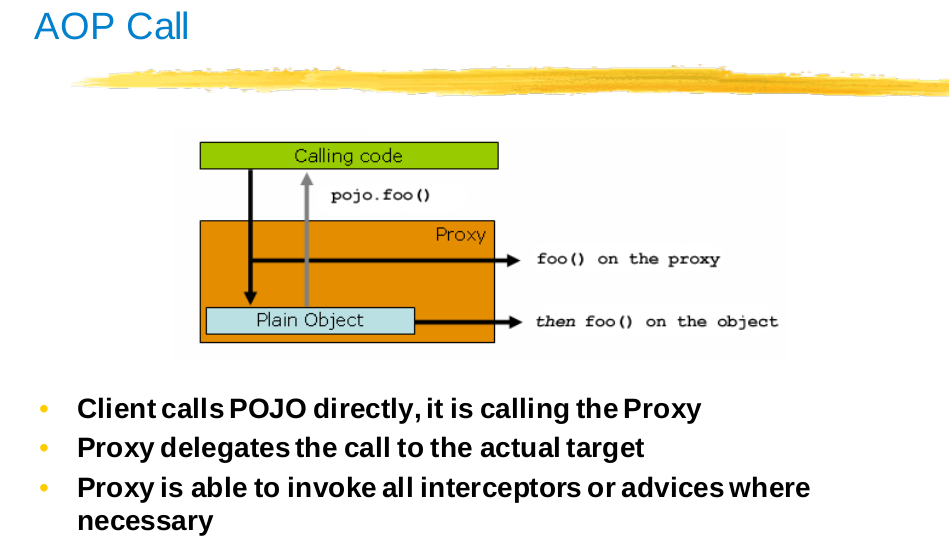 AOP Call
Calling code
pojo.foo()
Proxy
foo() on the proxy
Plain Object
then foo() on the object
• Client calls POJO directly, it is calling the Proxy
• Proxy delegates the call to the actual target
• Proxy is able to invoke all interceptors or advices where
necessary